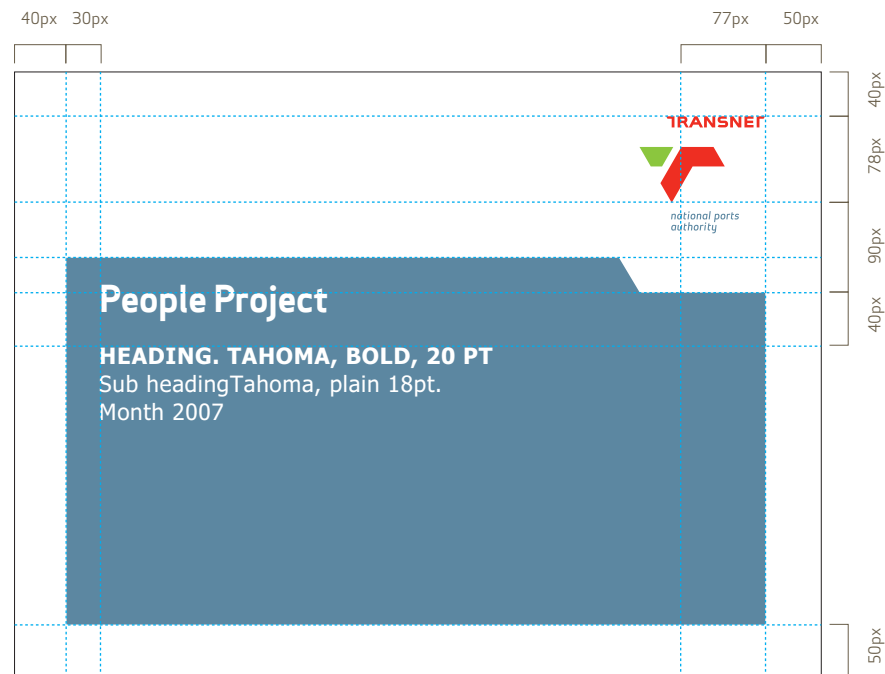 40px 30px 77px 50px
40px
TRANSNET
78px
national ports
authority
90px
People Project
40px
HEADING. TAHOMA, BOLD, 20 PT
Sub headingTahoma, plain 18pt.
Month 2007
50px